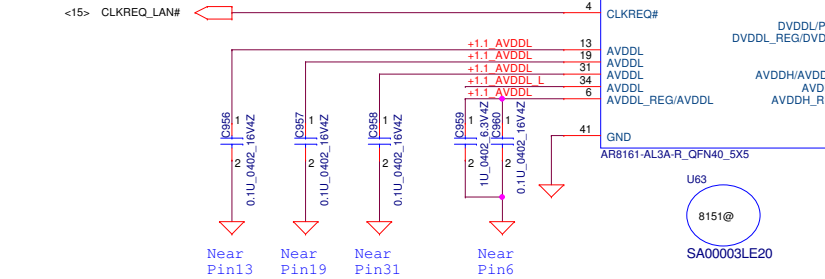 <15> CLKREQ_LAN#
4
CLKREQ#
DVDDL/P
DVDDL_REG/DVD
+1.1_AVDDL 13 AVDDL
+1.1_AVDDL 19 AVDDL
+1.1_AVDDL 31 AVDDL AVDDH/AVDD
+1.1_AVDDL_L 34 AVDDL AVD
+1.1_AVDDL 6 AVDDL_REG/AVDDL AVDDH_R
C956 1 2 0.1U_0402_16V4Z
C957 1 2 0.1U_0402_16V4Z
C958 1 2 0.1U_0402_16V4Z
C959 1 2 1U_0402_6.3V4Z
C960 1 2 0.1U_0402_16V4Z
41 GND
AR8161-AL3A-R_QFN40_5X5
U63
8151@
SA00003LE20
Near Pin13
Near Pin19
Near Pin31
Near Pin6